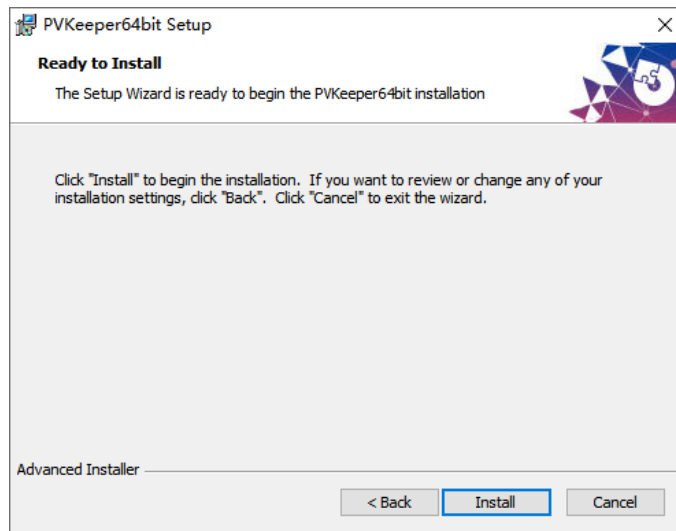 PVKeeper64bit Setup
Ready to Install
The Setup Wizard is ready to begin the PVKeeper64bit installation
Click "Install" to begin the installation. If you want to review or change any of your
installation settings, click "Back". Click "Cancel" to exit the wizard.
Advanced Installer
< Back
Install
Cancel